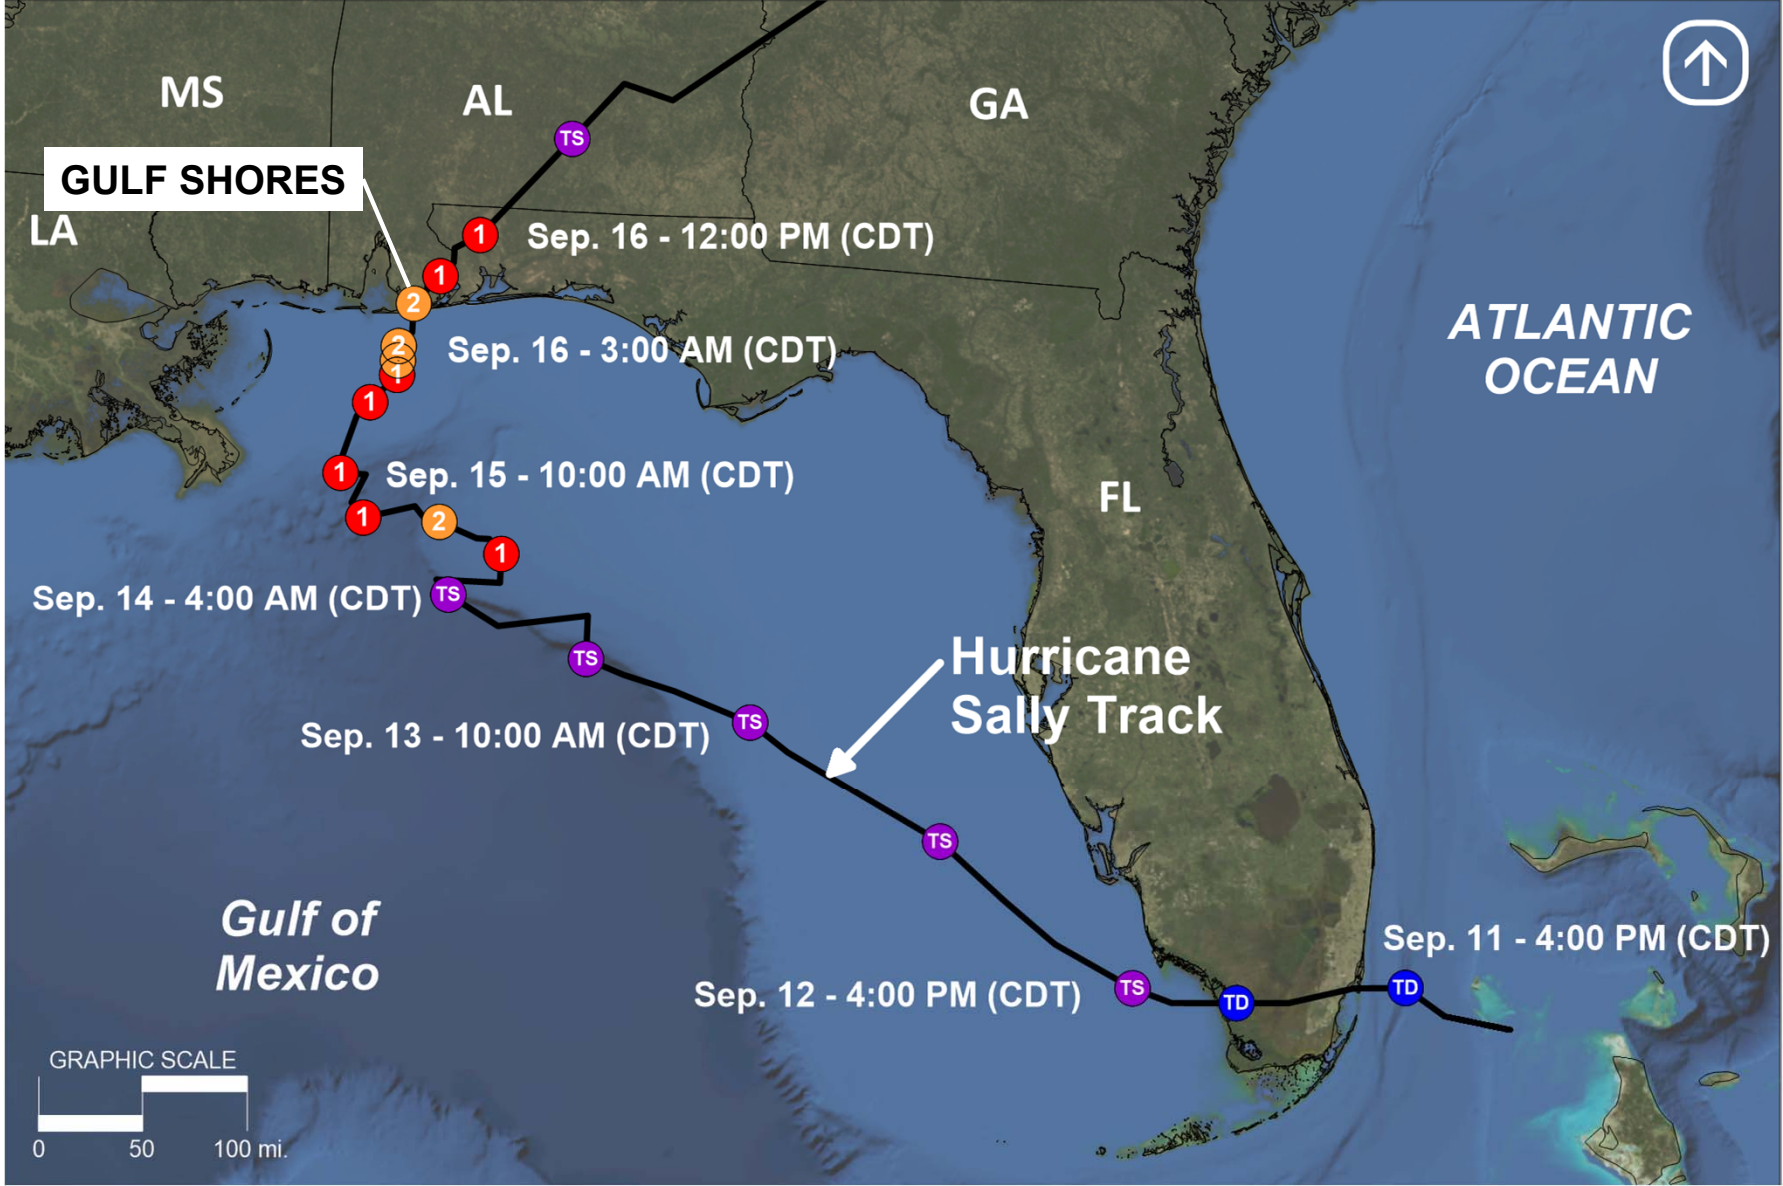 MS
AL
GA
GULF SHORES
LA
TS
1
Sep. 16 - 12:00 PM (CDT)
1
2
2
Sep. 16 - 3:00 AM (CDT)
1
1
ATLANTIC
OCEAN
1
Sep. 15 - 10:00 AM (CDT)
FL
1
2
1
Sep. 14 - 4:00 AM (CDT)
TS
TS
Hurricane
Sally Track
TS
Sep. 13 - 10:00 AM (CDT)
TS
Gulf of
Mexico
Sep. 11 - 4:00 PM (CDT)
Sep. 12 - 4:00 PM (CDT)
TS
TD
TD
GRAPHIC SCALE
0
50
100 mi.